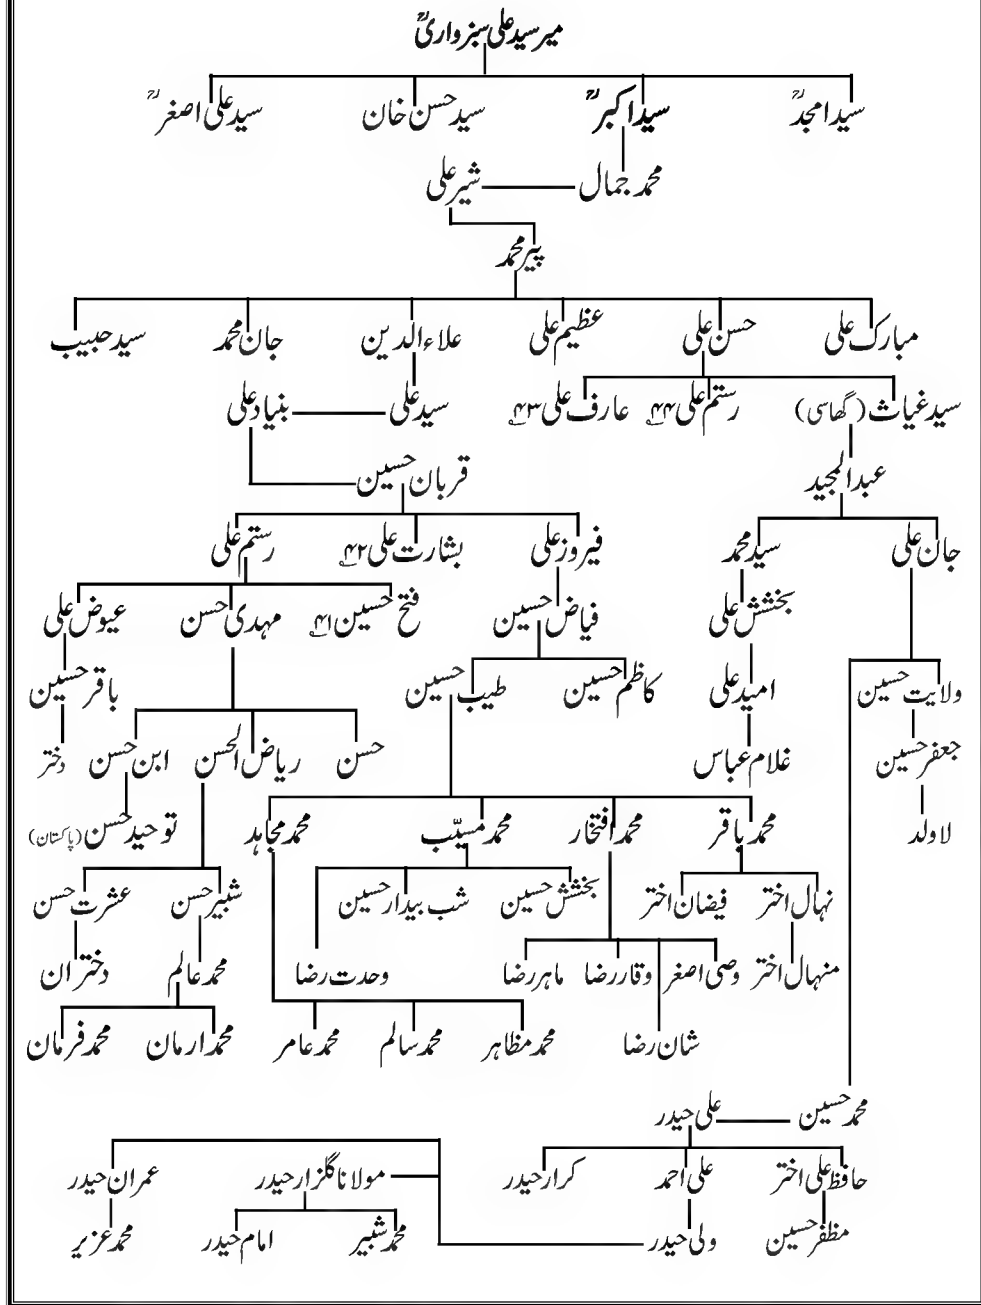 میر سید علی سبزواریؒ
سید امجدؒ سید اکبرؒ سید حسن خان سید علی اصغرؒ
محمد جمال شیر علی
پیر محمد
مبارک علی حسن علی عظیم علی علاءالدین جان محمد سید حبیب
سید غیاث (گھاسی) رستم علی ۴۴؎ عارف علی ۴۳؎ سید علی بنیاد علی
عبدالمجید قربان حسین
جان علی سید محمد فیروز علی بشارت علی ۴۲؎ رستم علی
بخشش علی فیاض حسین فتح حسین ۴۱؎ مہدی حسن عیوض علی
ولایت حسین امید علی کاظم حسین طیب حسین باقر حسین
جعفر حسین غلام عباس حسن ریاض الحسن ابن حسن دختر
لاولد محمد باقر محمد افتخار محمد مسیّب محمد مجاہد توحید حسن (پاکستان)
نہال اختر فیضان اختر بخشش حسین شب بیدار حسین شبیر حسن عشرت حسن
منہال اختر وصی اصغر وقار رضا ماہر رضا وحدت رضا محمد عالم دختران
شان رضا محمد مظاہر محمد سالم محمد عامر محمد ارمان محمد فرمان
محمد حسین علی حیدر
حافظ علی اختر علی احمد کرار حیدر مولانا گلزار حیدر عمران حیدر
مظفر حسین ولی حیدر محمد شبیر امام حیدر محمد عزیر